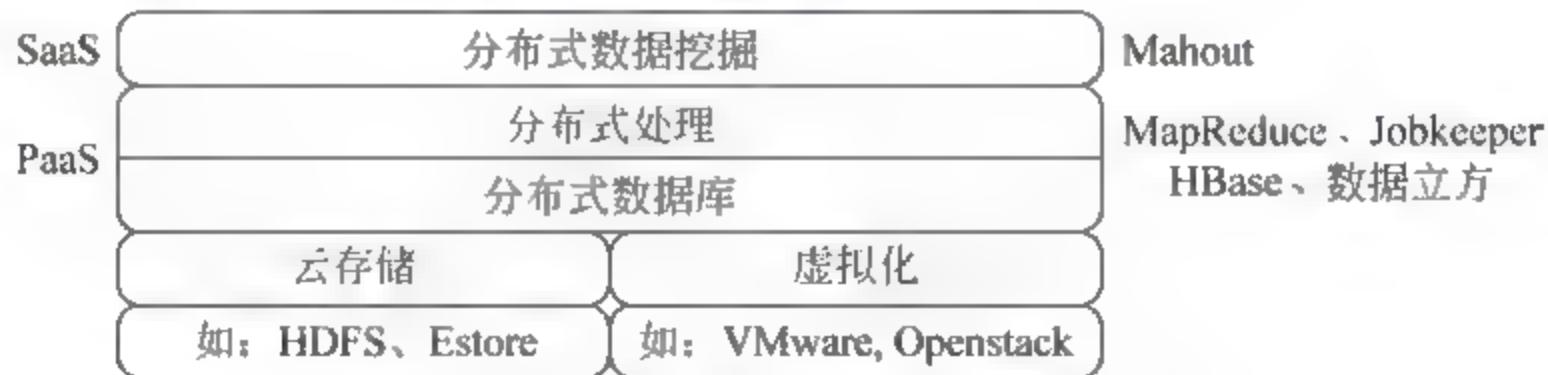 SaaS 分布式数据挖掘 Mahout
分布式处理
PaaS MapReduce、Jobkeeper
分布式数据库 HBase、数据立方
云存储 虚拟化
如：HDFS、Estore 如：VMware, Openstack